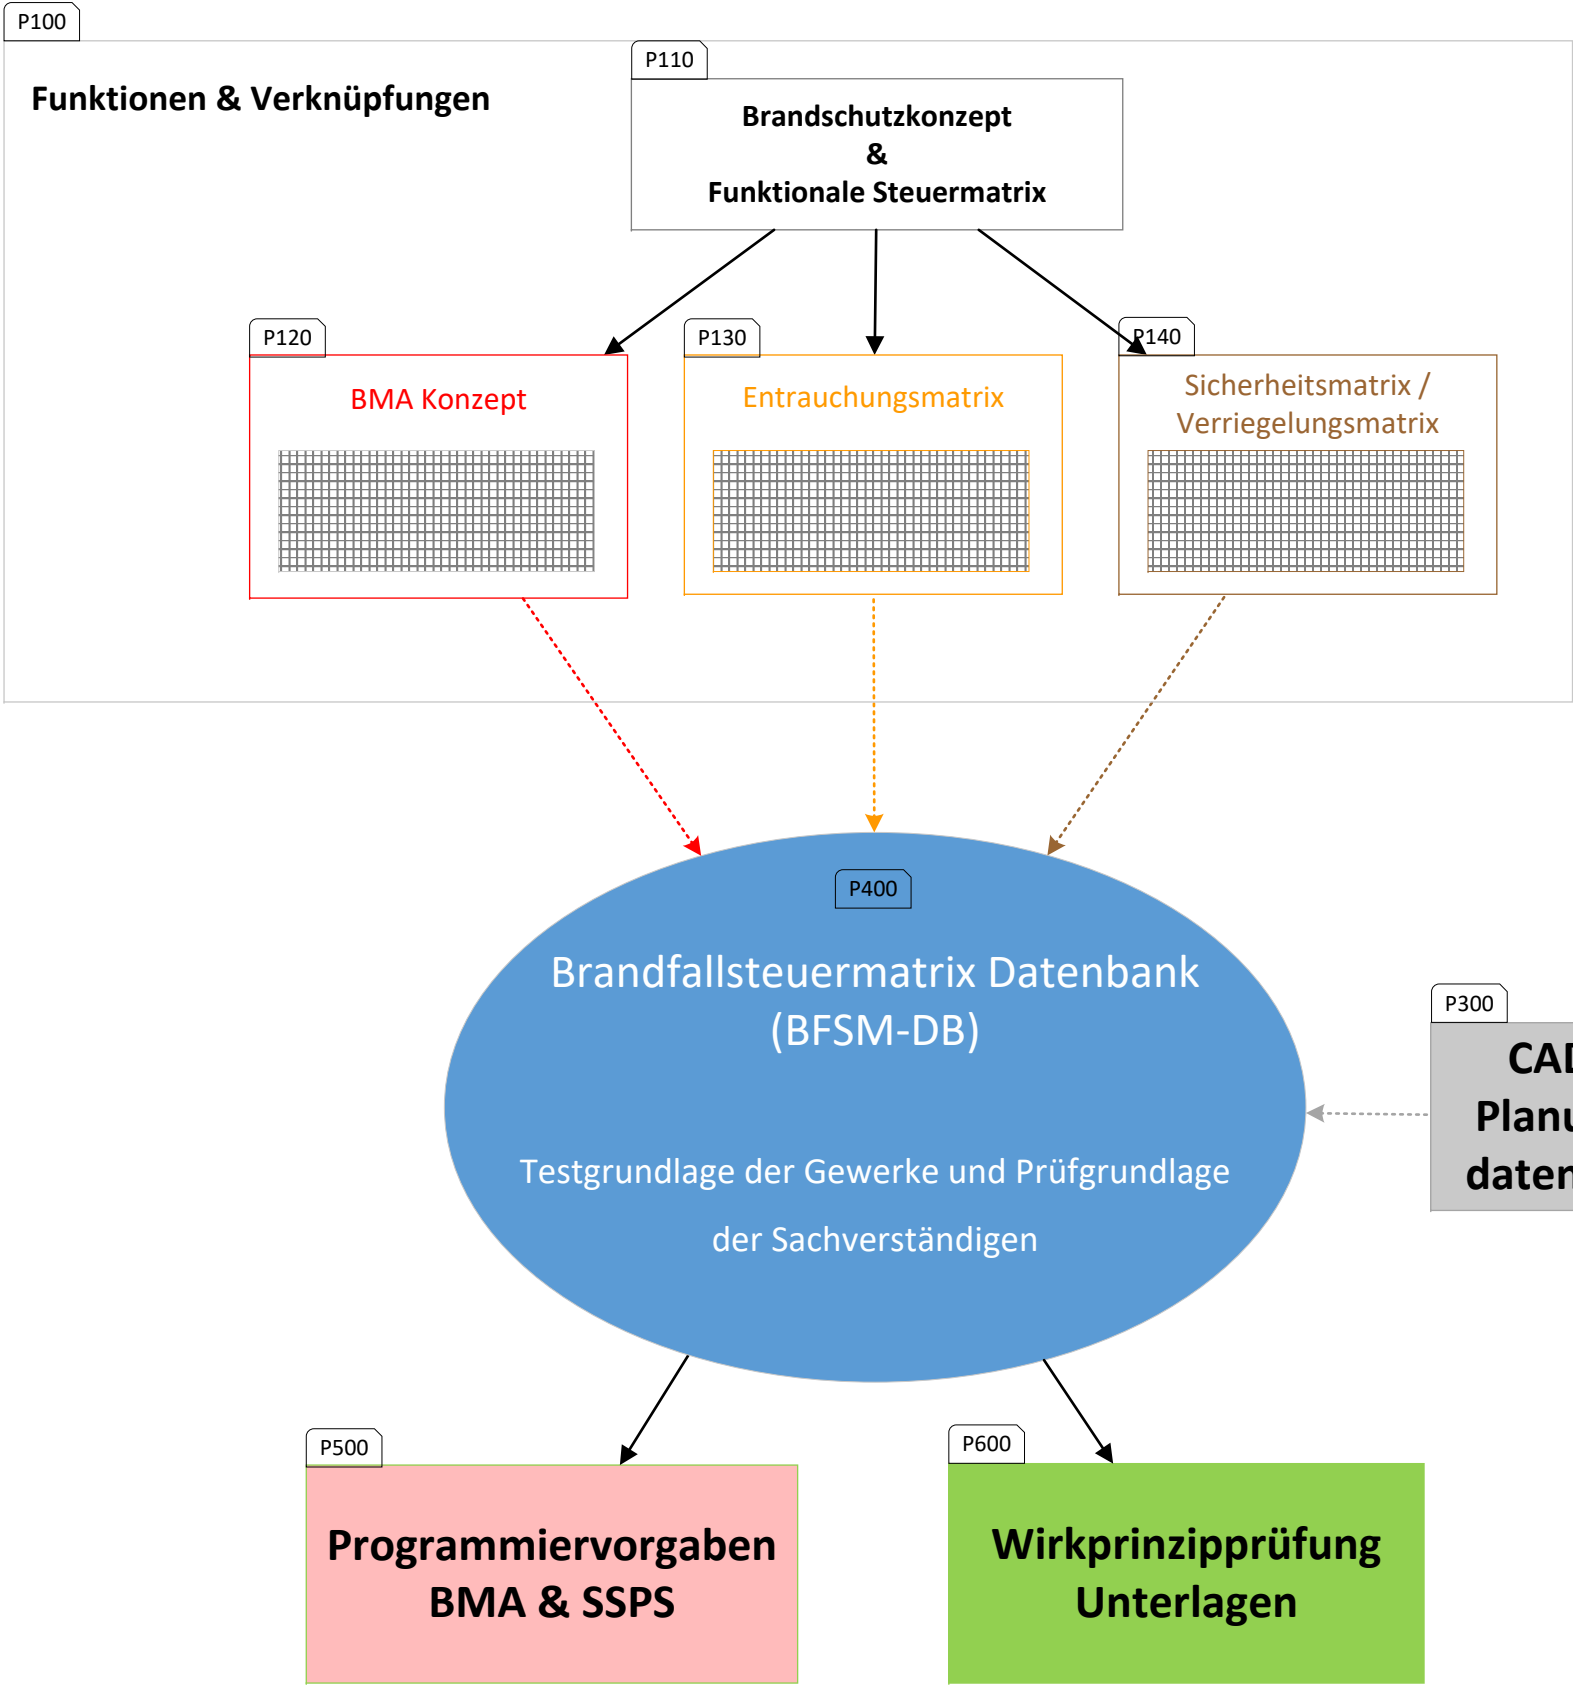 P100
Funktionen & Verknüpfungen
P110
Brandschutzkonzept
&
Funktionale Steuermatrix
P120
BMA Konzept
P130
Entrauchungsmatrix
P140
Sicherheitsmatrix /
Verriegelungsmatrix
P400
Brandfallsteuermatrix Datenbank
(BFSM-DB)
Testgrundlage der Gewerke und Prüfgrundlage
der Sachverständigen
P300
P500
Programmiervorgaben
BMA & SSPS
P600
Wirkprinzipprüfung
Unterlagen